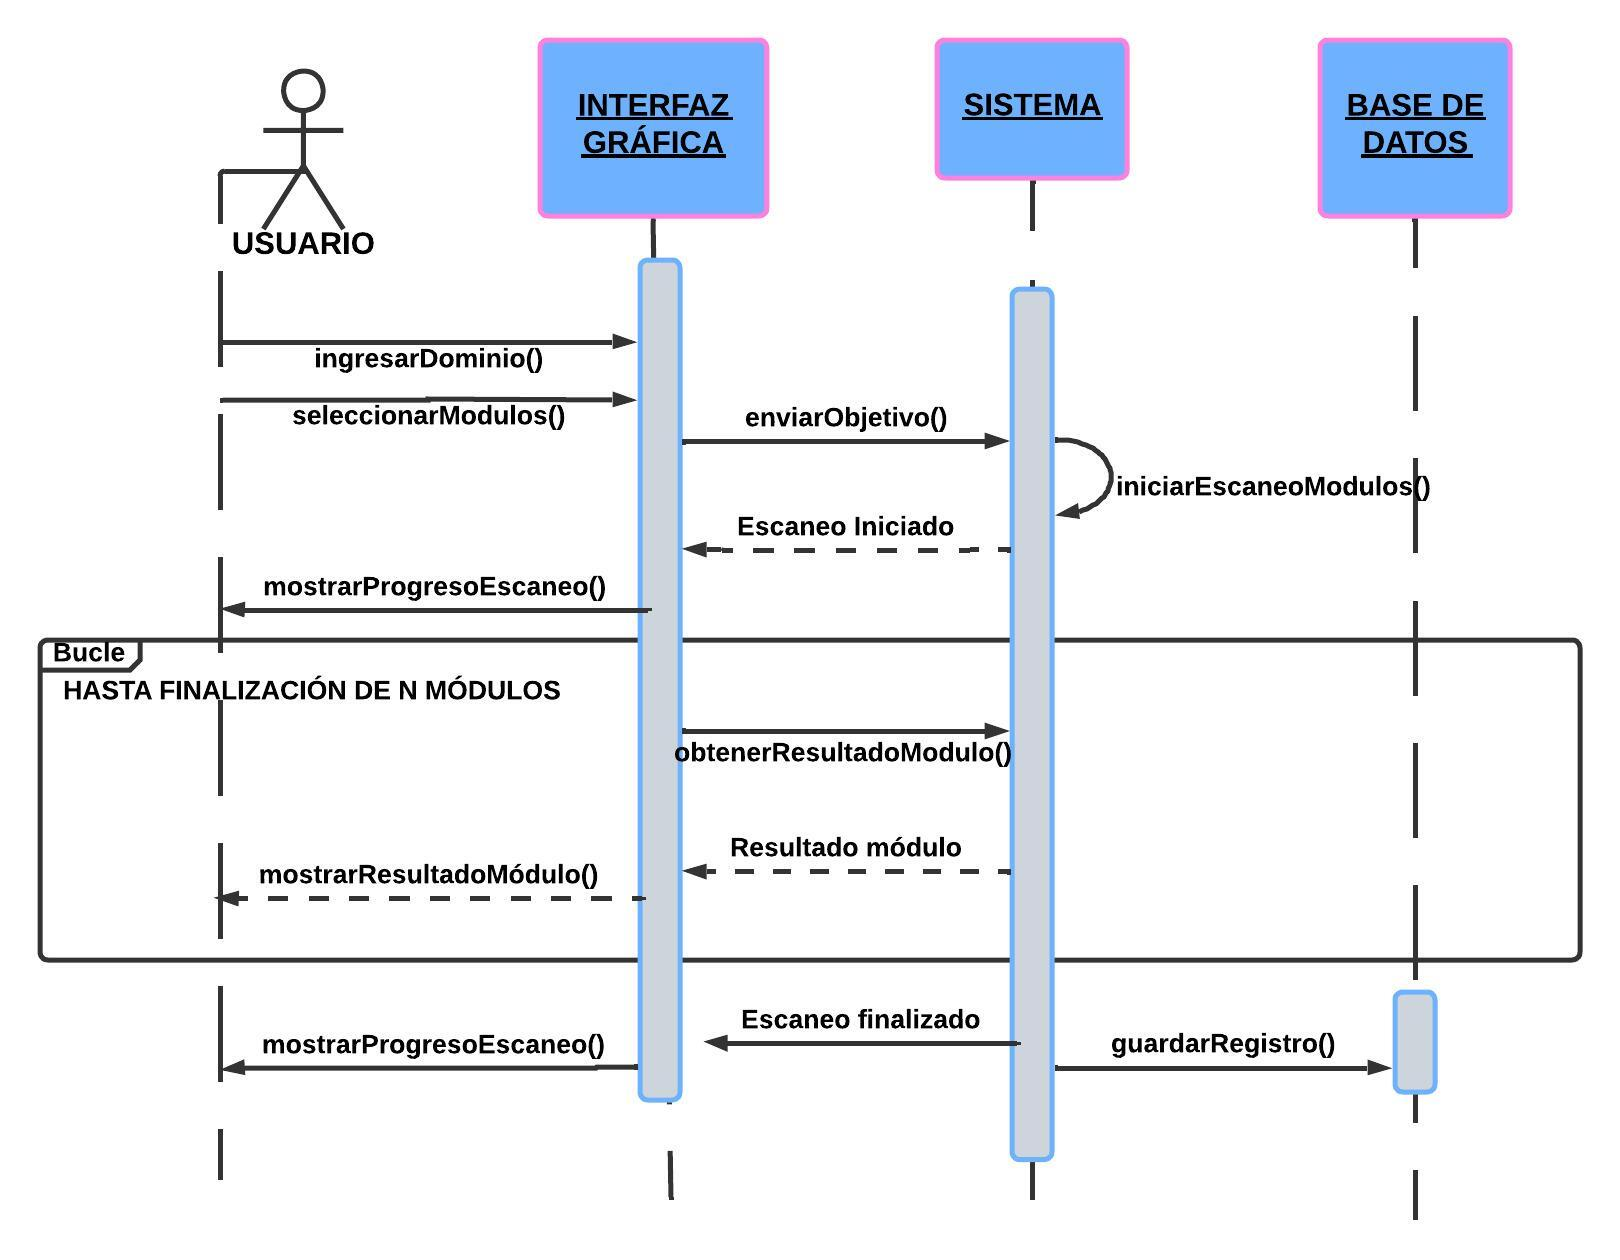 INTERFAZ
GRÁFICA
SISTEMA
BASE DE
DATOS
USUARIO
ingresarDominio()
seleccionarModulos()
enviarObjetivo()
iniciarEscaneoModulos()
Escaneo Iniciado
mostrarProgresoEscaneo()
Bucle
HASTA FINALIZACIÓN DE N MÓDULOS
obtenerResultadoModulo()
Resultado módulo
mostrarResultadoMódulo()
Escaneo finalizado
mostrarProgresoEscaneo()
guardarRegistro()